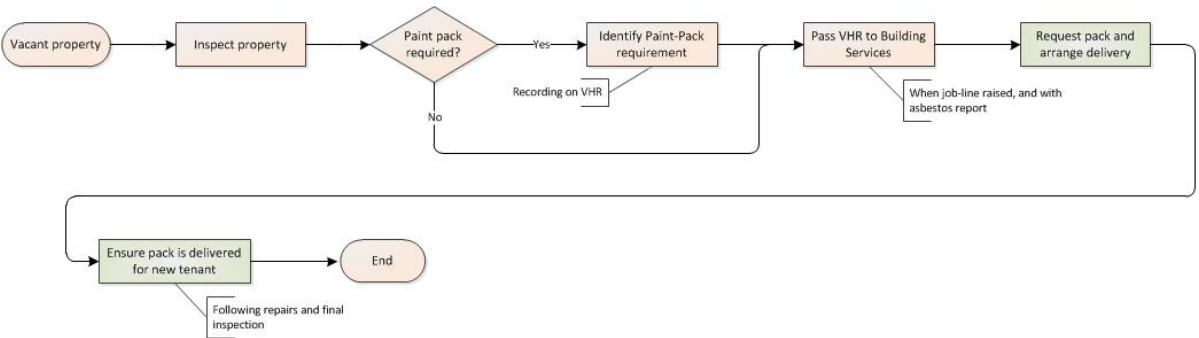 Vacant property
Inspect property
Paint pack
required?
Yes
Identify Paint-Pack
requirement
Recording on VHR
No
Pass VHR to Building
Services
When job-line raised, and with
asbestos report
Request pack and
arrange delivery
Ensure pack is delivered
for new tenant
Following repairs and final
inspection
End